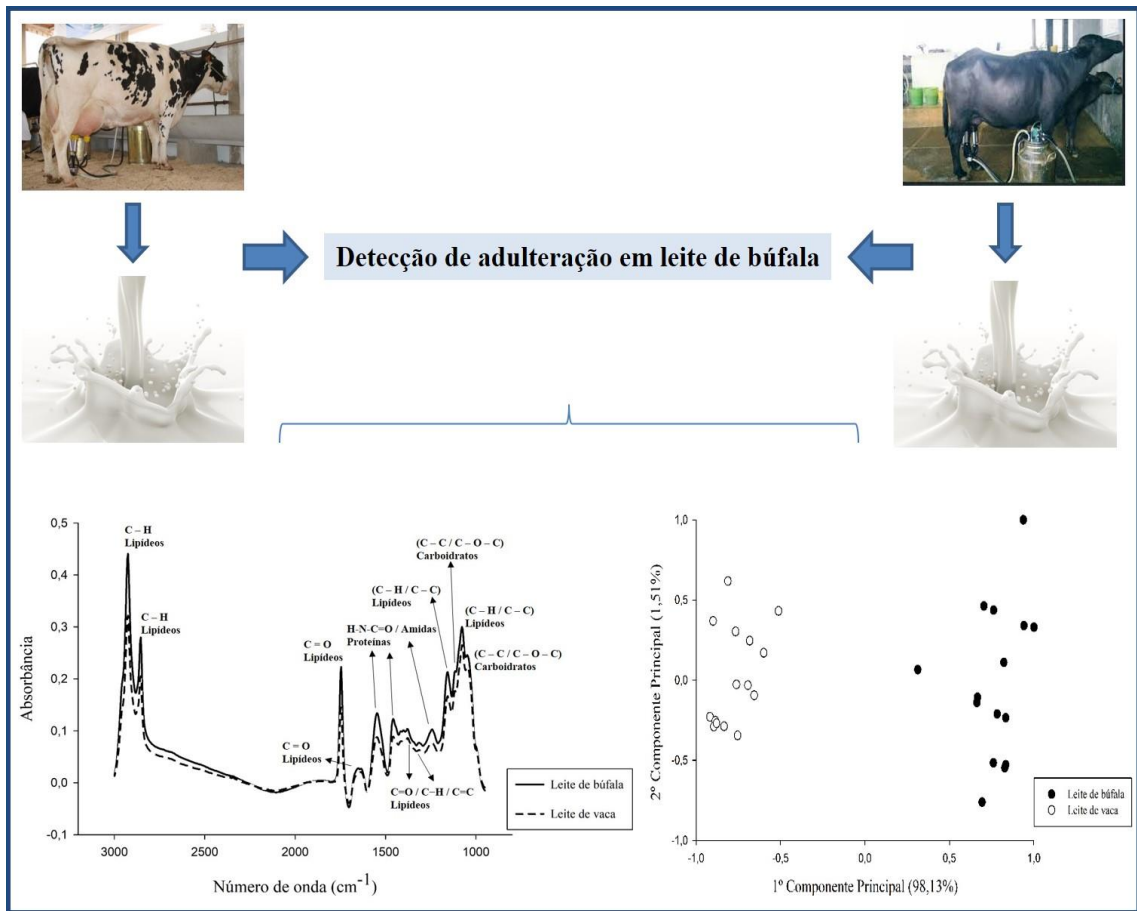 Detecção de adulteração em leite de búfala
0,5
0,4
0,3
0,2
0,1
0,0
-0,1
Absorbância
C – H
Lipídeos
C – H
Lipídeos
C = O
Lipídeos
C = O
Lipídeos
H-N-C=O / Amidas
Proteínas
(C – H / C – C)
Lipídeos
(C – C / C – O – C)
Carboidratos
(C – H / C – C)
Lipídeos
(C – C / C – O – C)
Carboidratos
C=O / C–H / C=C
Lipídeos
Leite de búfala
Leite de vaca
3000
2500
2000
1500
1000
Número de onda (cm-1)
1,0
0,5
0,0
-0,5
-1,0
2º Componente Principal (1,51%)
Leite de búfala
Leite de vaca
-1,0
-0,5
0,0
0,5
1,0
1º Componente Principal (98,13%)